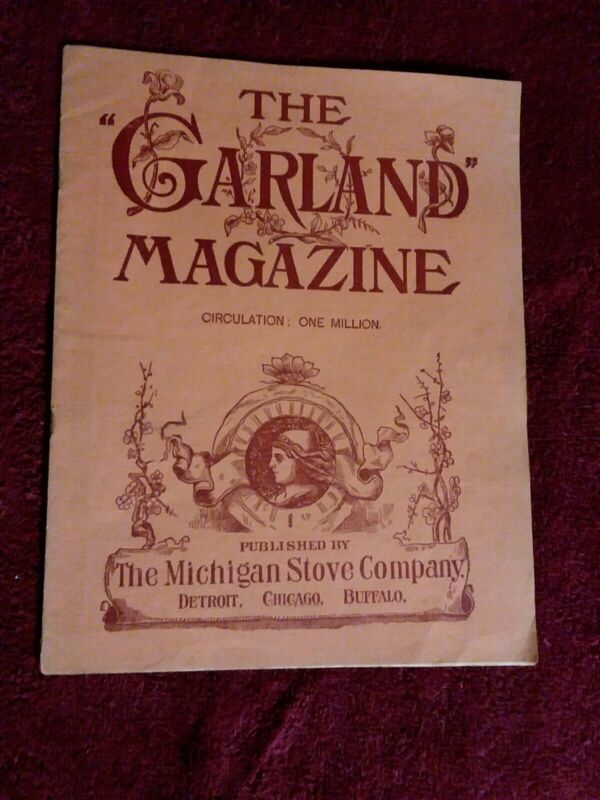 THE
"GARLAND"
MAGAZINE
CIRCULATION: ONE MILLION.
PUBLISHED BY
The Michigan Stove Company.
DETROIT, CHICAGO, BUFFALO.